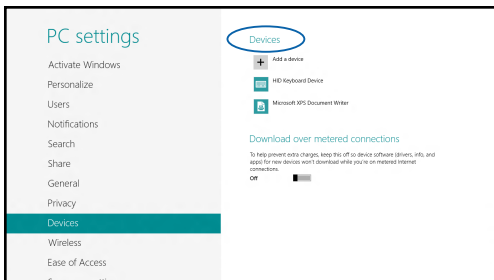 PC settings
Activate Windows
Personalize
Users
Notifications
Search
Share
General
Privacy
Devices
Wireless
Ease of Access
Devices
Add a device
HID Keyboard Device
Microsoft XPS Document Writer
Download over metered connections
To help prevent extra charges, keep this off so device software (drivers, info, and
apps) for new devices won't download while you're on metered Internet
connections.
Off